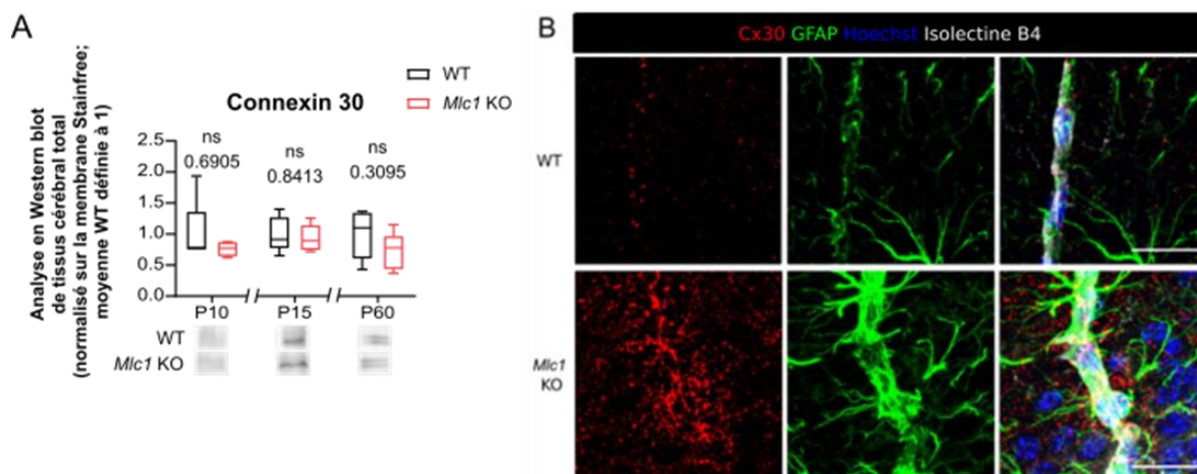 A
WT
Mlc1 KO
Connexin 30
Analyse en Western blot
de tissus cérébral total
(normalisé sur la membrane Stainfree;
moyenne WT définie à 1)
2.5
2.0
1.5
1.0
0.5
0.0
ns
0.6905
ns
0.8413
ns
0.3095
P10 P15 P60
WT
Mlc1 KO
B
Cx30 GFAP Hoechst Isolectine B4
WT
Mlc1
KO